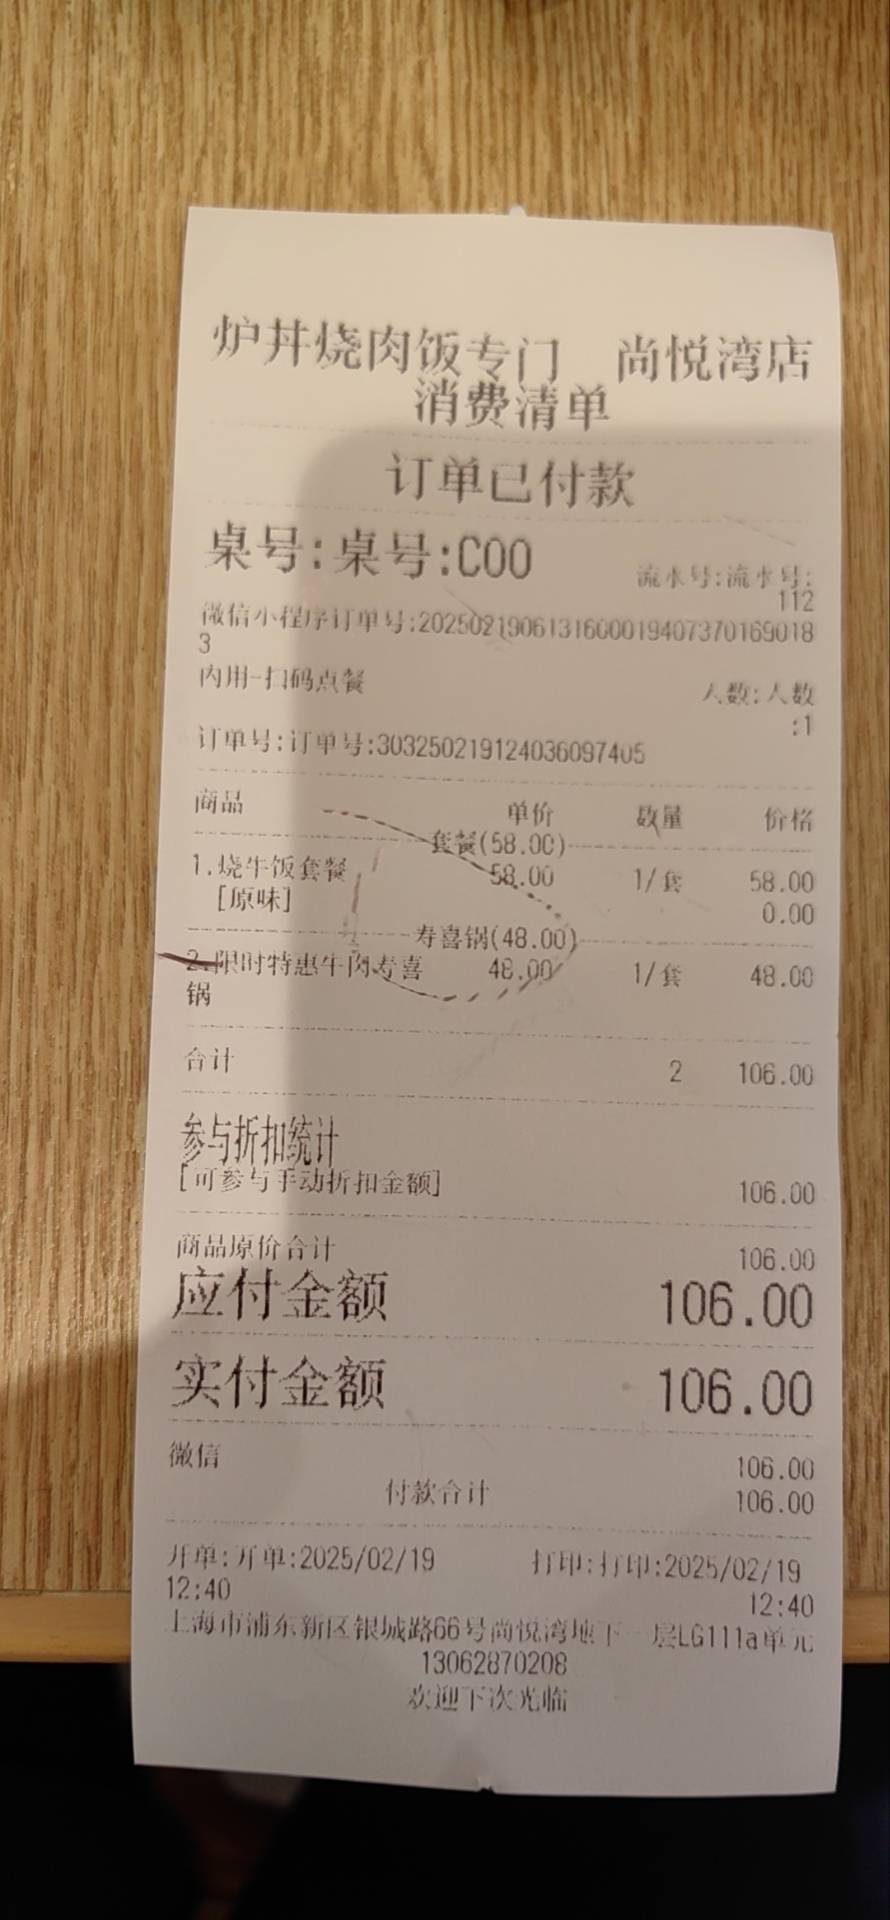 炉丼烧肉饭专门 尚悦湾店
消费清单
订单已付款
桌号:桌号:C00
流水号:流水号:
112
微信小程序订单号:2025021906131600019407370169018
3
内用-扫码点餐
人数:人数
:1
订单号:订单号:303250219124036097405
商品 单价 数量 价格
套餐(58.00)
1.烧牛饭套餐 58.00 1/套 58.00
[原味] 0.00
寿喜锅(48.00)
2.限时特惠牛肉寿喜 48.00 1/套 48.00
锅
合计 2 106.00
参与折扣统计
[可参与手动折扣金额] 106.00
商品原价合计 106.00
应付金额 106.00
实付金额 106.00
微信 106.00
付款合计 106.00
开单:开单:2025/02/19 打印:打印:2025/02/19
12:40 12:40
上海市浦东新区银城路66号尚悦湾地下一层LG111a单元
13062870208
欢迎下次光临